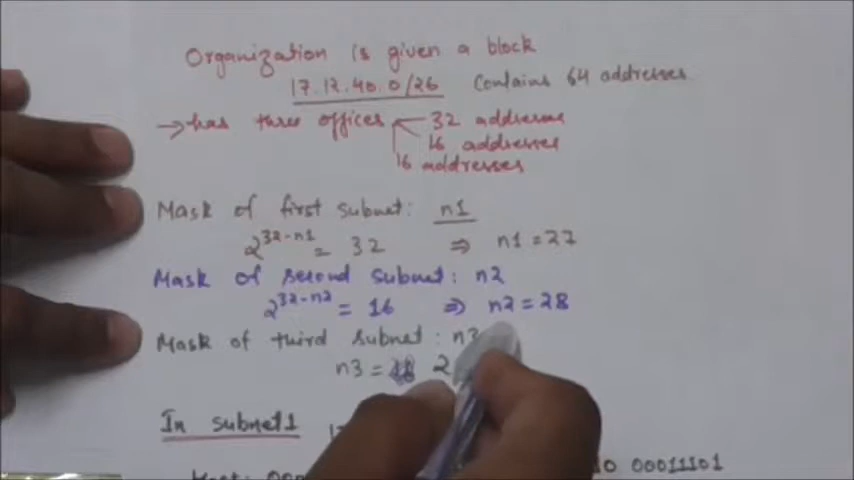 Organization is given a block
17.12.40.0/26 Contains 64 addresses
→ has three offices 32 addresses
16 addresses
16 addresses
Mask of first subnet: n1
2^32-n1 = 32 ⇒ n1 = 27
Mask of second subnet: n2
2^32-n2 = 16 ⇒ n2 = 28
Mask of third subnet: n3
n3 = 2
In subnet1
00011101